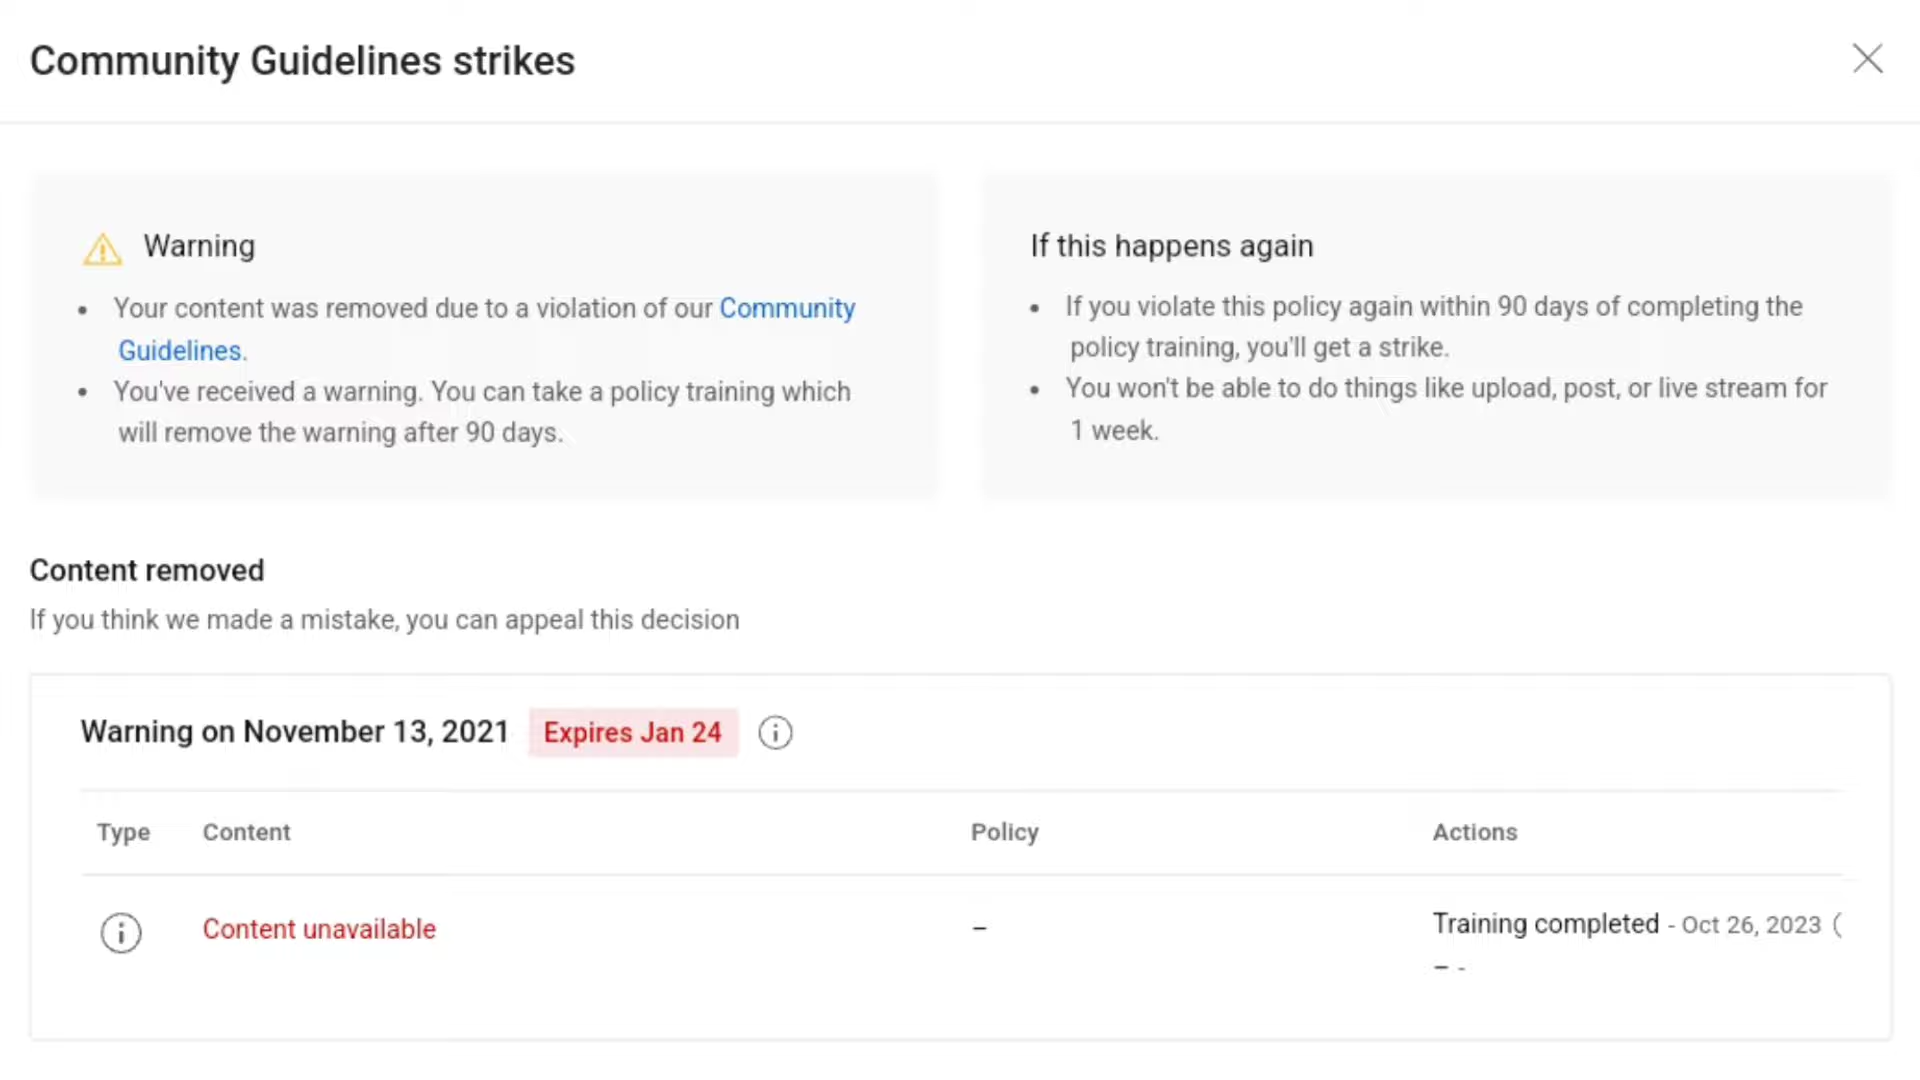 Community Guidelines strikes
Warning
• Your content was removed due to a violation of our Community
Guidelines.
• You've received a warning. You can take a policy training which
will remove the warning after 90 days.
If this happens again
• If you violate this policy again within 90 days of completing the
policy training, you'll get a strike.
• You won't be able to do things like upload, post, or live stream for
1 week.
Content removed
If you think we made a mistake, you can appeal this decision
Warning on November 13, 2021 Expires Jan 24
Type Content Policy Actions
Content unavailable – Training completed - Oct 26, 2023 (
– -